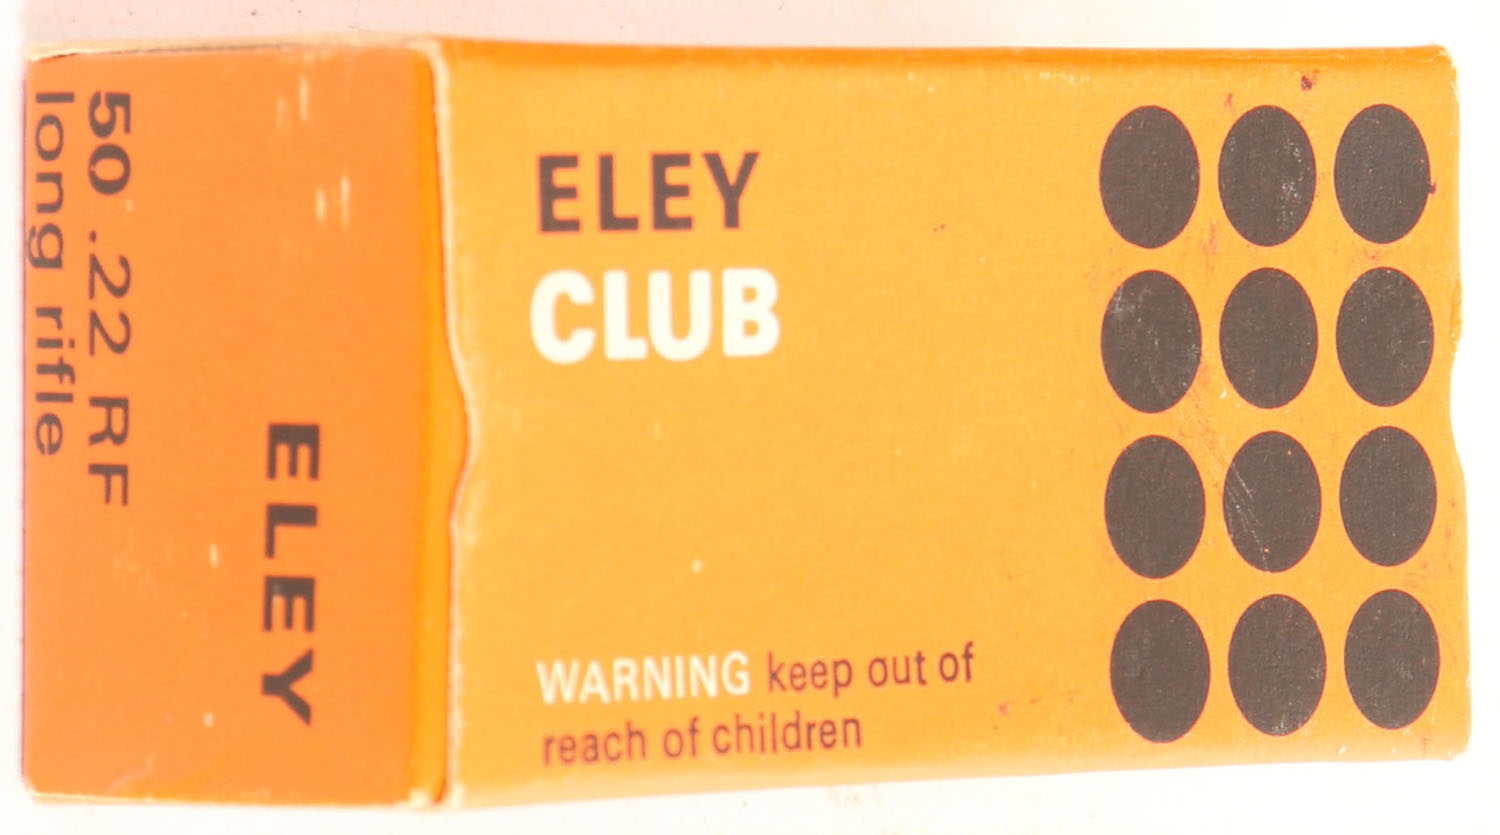 50 .22 RF
long rifle
ELEY
ELEY
CLUB
WARNING keep out of
reach of children